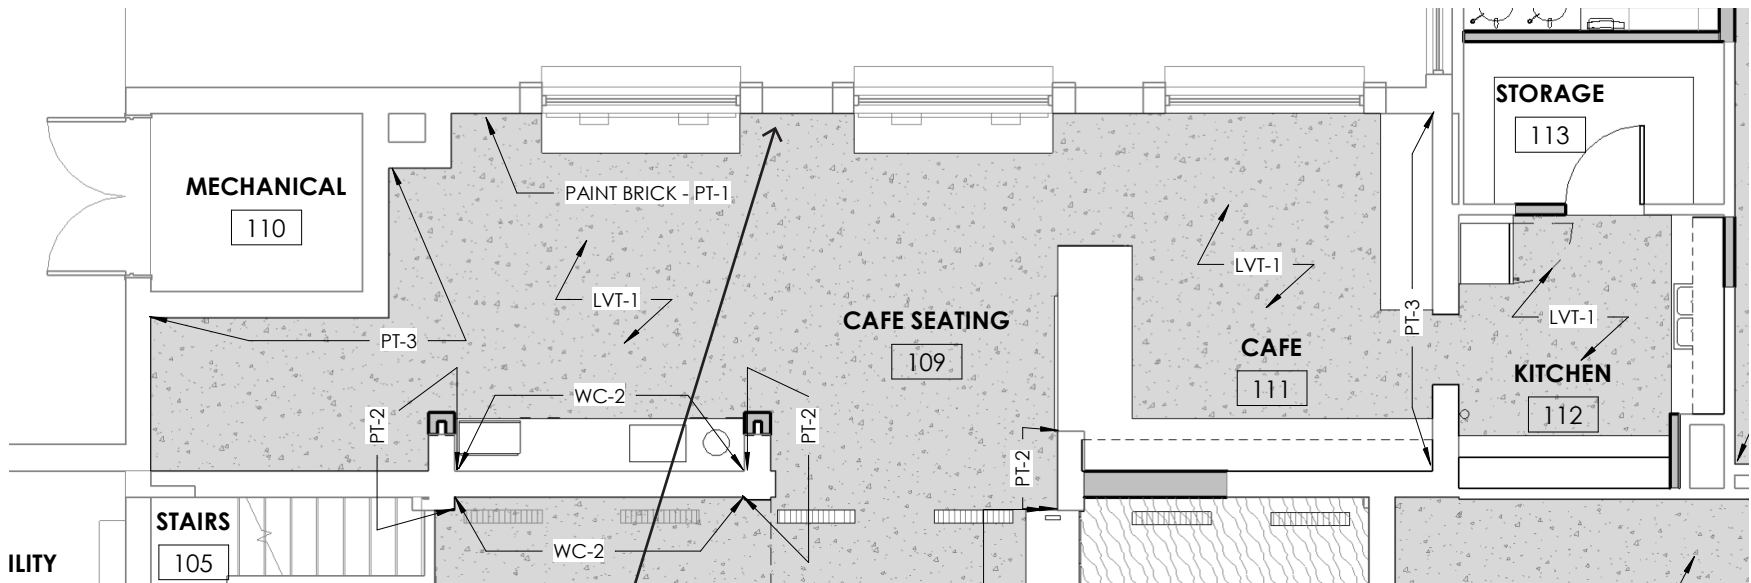 STORAGE
113
MECHANICAL
110
PAINT BRICK - PT-1
LVT-1
LVT-1
LVT-1
PT-3
PT-3
CAFE SEATING
109
CAFE
111
KITCHEN
112
WC-2
PT-2
PT-2
PT-2
STAIRS
105
WC-2
ILITY